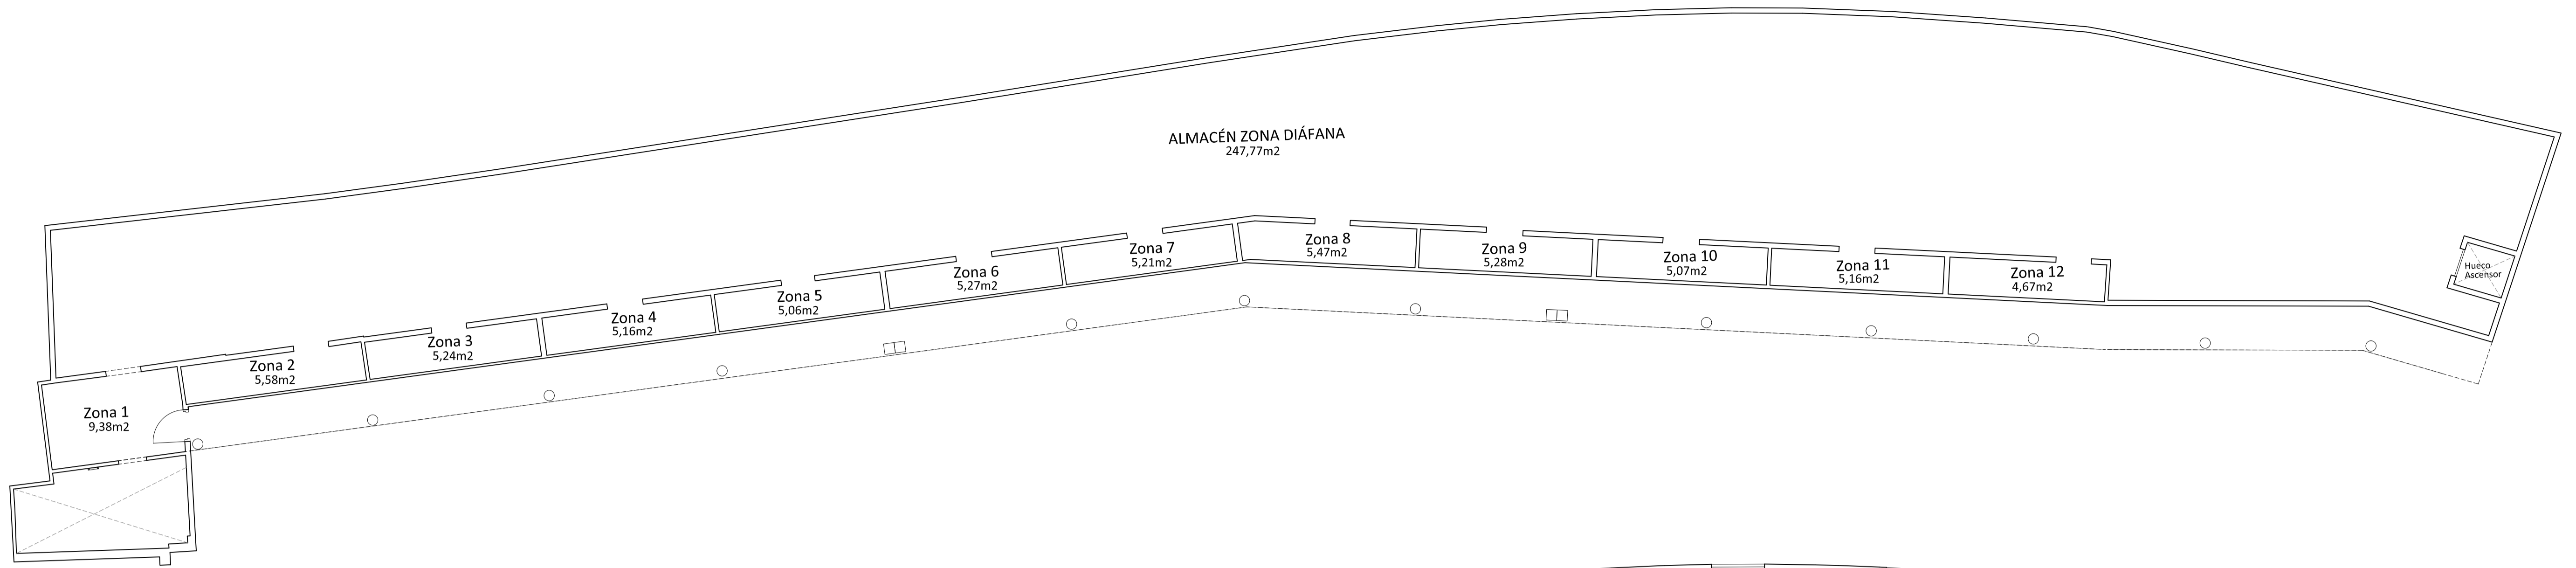 ALMACÉN ZONA DIÁFANA
247,77m2
Zona 1
9,38m2
Zona 2
5,58m2
Zona 3
5,24m2
Zona 4
5,16m2
Zona 5
5,06m2
Zona 6
5,27m2
Zona 7
5,21m2
Zona 8
5,47m2
Zona 9
5,28m2
Zona 10
5,07m2
Zona 11
5,16m2
Zona 12
4,67m2
Hueco
Ascensor